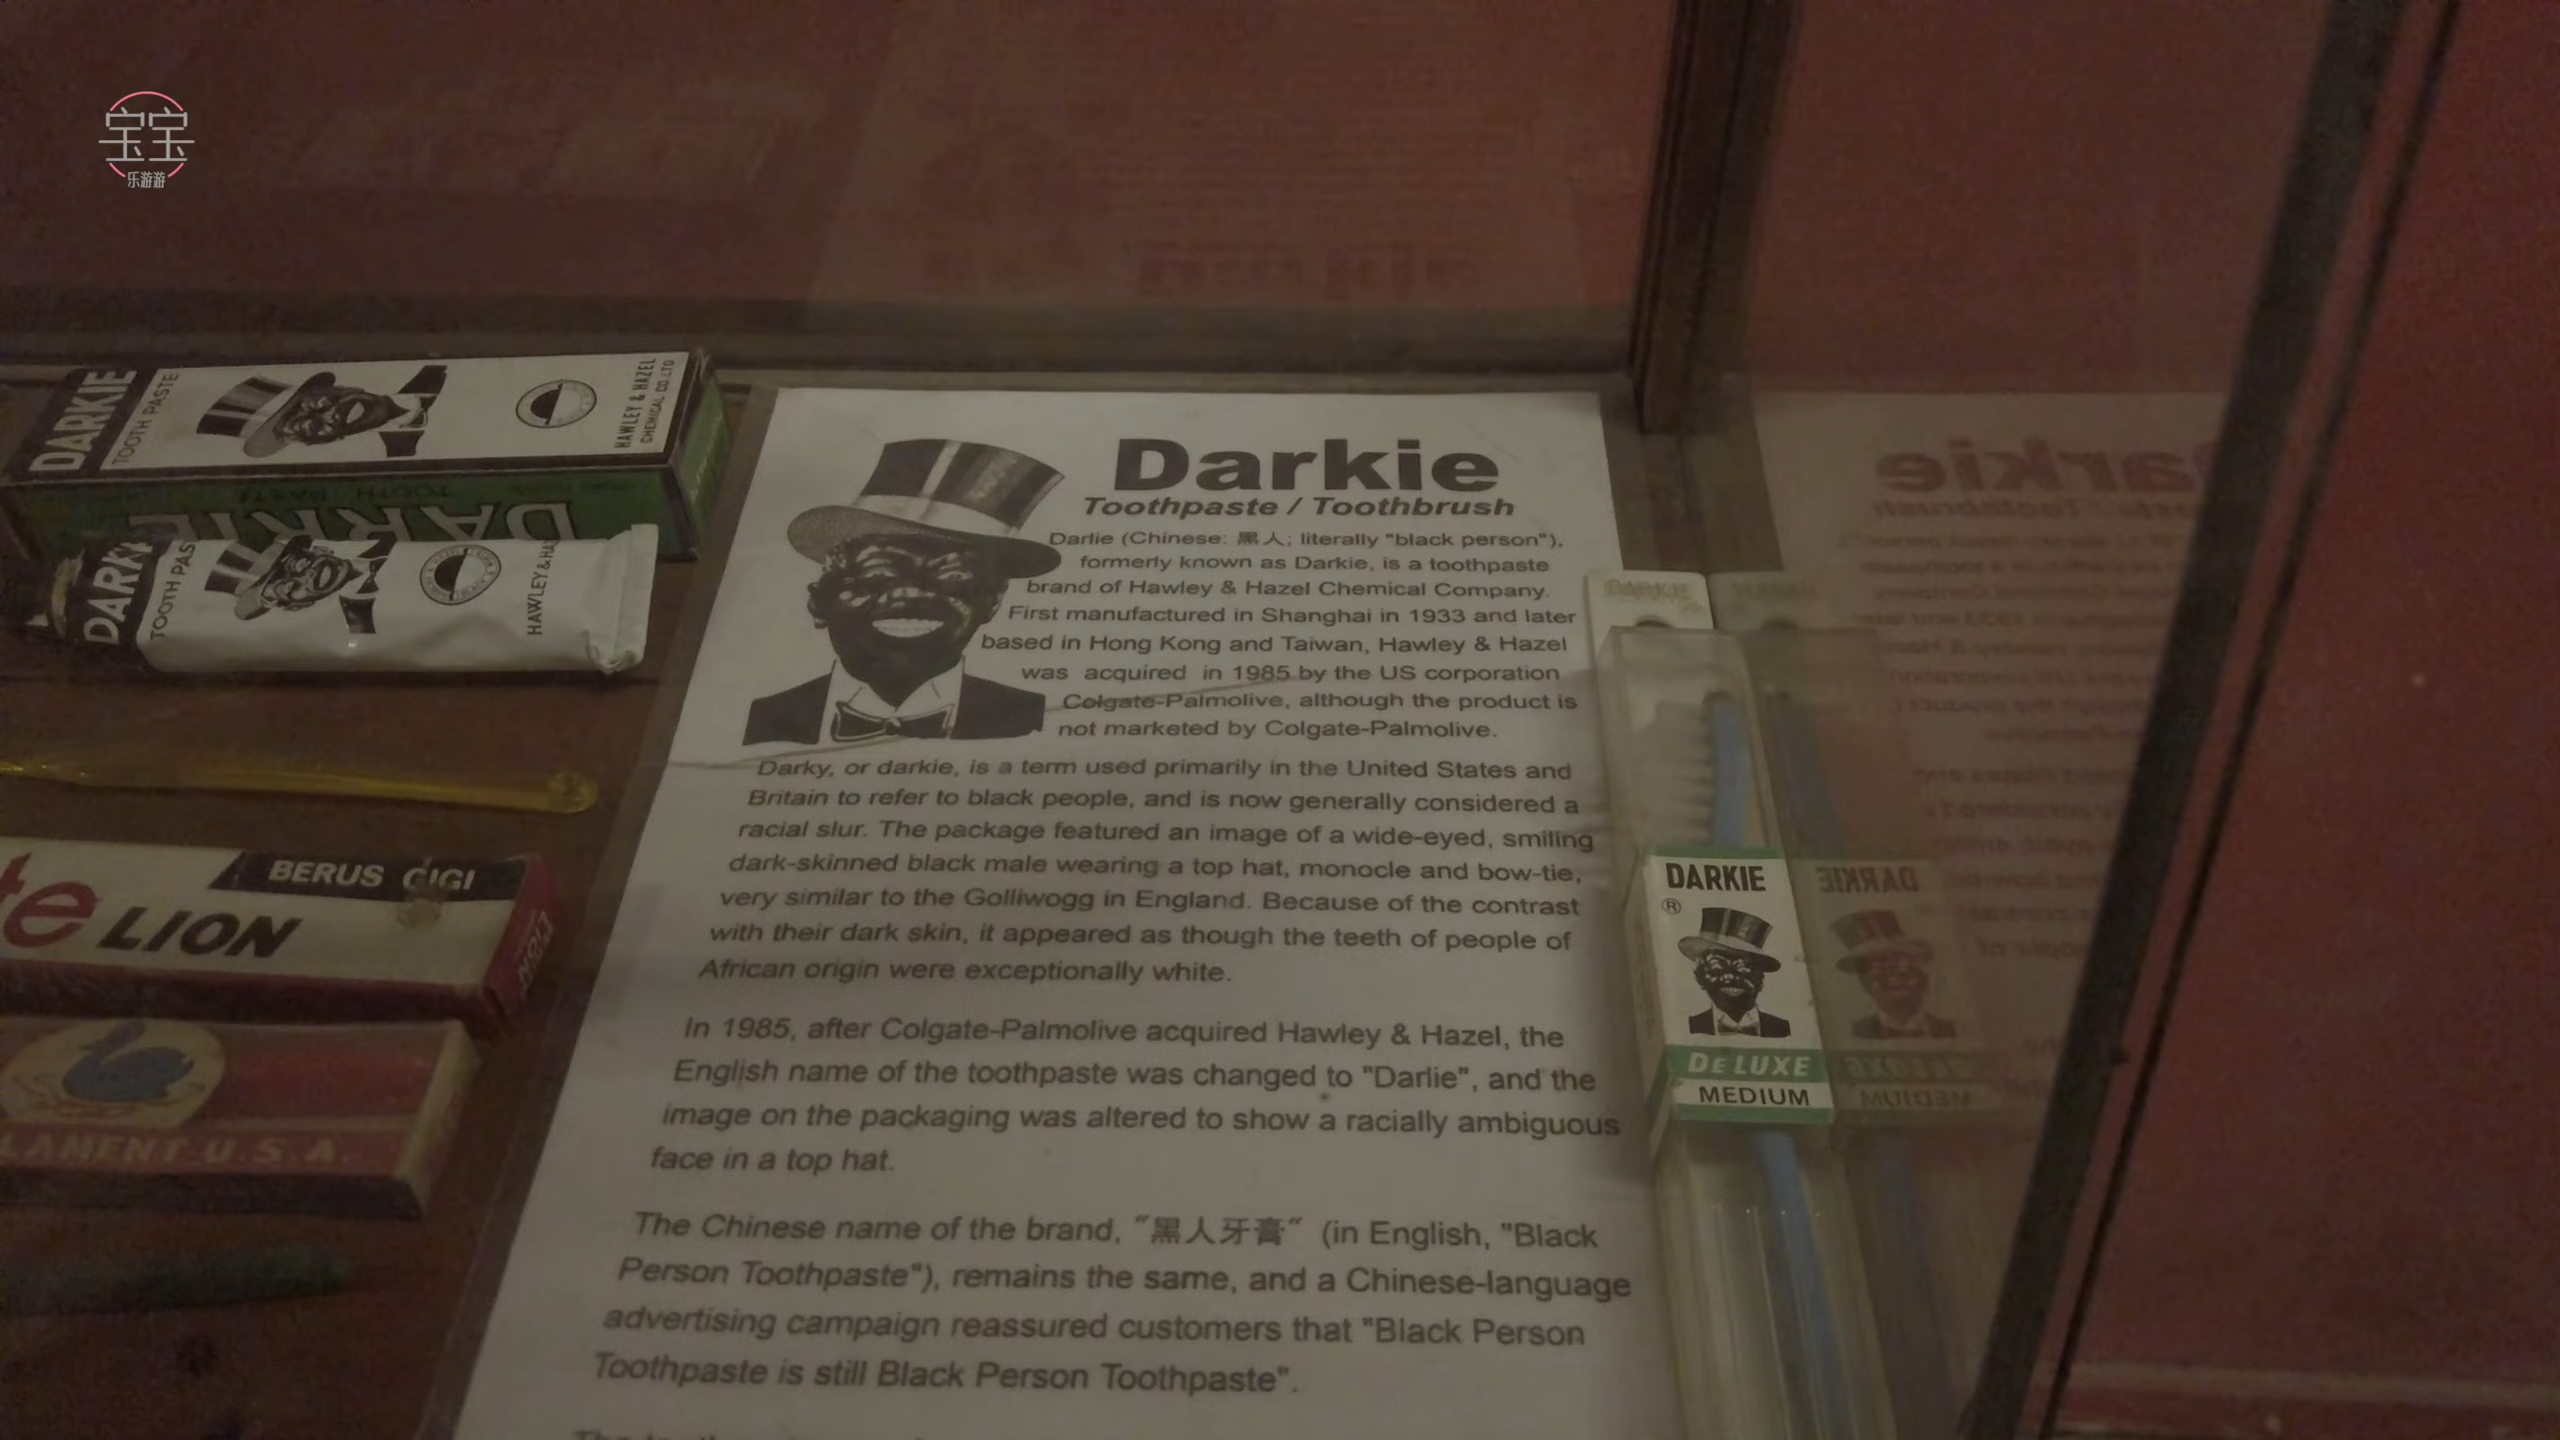 宝宝
乐游游
DARKIE
TOOTH PASTE
HAWLEY & HAZEL
CHEMICAL CO. LTD
DARKIE
TOOTH PASTE
DARK
TOOTH PAS
HAWLEY & HA
BERUS GIGI
te LION
LION
LAMENT U.S.A.
Darkie
Toothpaste / Toothbrush
Darlie (Chinese: 黑人; literally "black person"),
formerly known as Darkie, is a toothpaste
brand of Hawley & Hazel Chemical Company.
First manufactured in Shanghai in 1933 and later
based in Hong Kong and Taiwan, Hawley & Hazel
was acquired in 1985 by the US corporation
Colgate-Palmolive, although the product is
not marketed by Colgate-Palmolive.
Darky, or darkie, is a term used primarily in the United States and
Britain to refer to black people, and is now generally considered a
racial slur. The package featured an image of a wide-eyed, smiling
dark-skinned black male wearing a top hat, monocle and bow-tie,
very similar to the Golliwogg in England. Because of the contrast
with their dark skin, it appeared as though the teeth of people of
African origin were exceptionally white.
In 1985, after Colgate-Palmolive acquired Hawley & Hazel, the
English name of the toothpaste was changed to "Darlie", and the
image on the packaging was altered to show a racially ambiguous
face in a top hat.
The Chinese name of the brand, "黑人牙膏" (in English, "Black
Person Toothpaste"), remains the same, and a Chinese-language
advertising campaign reassured customers that "Black Person
Toothpaste is still Black Person Toothpaste".
DARKIE
DARKIE
®
DE LUXE
MEDIUM